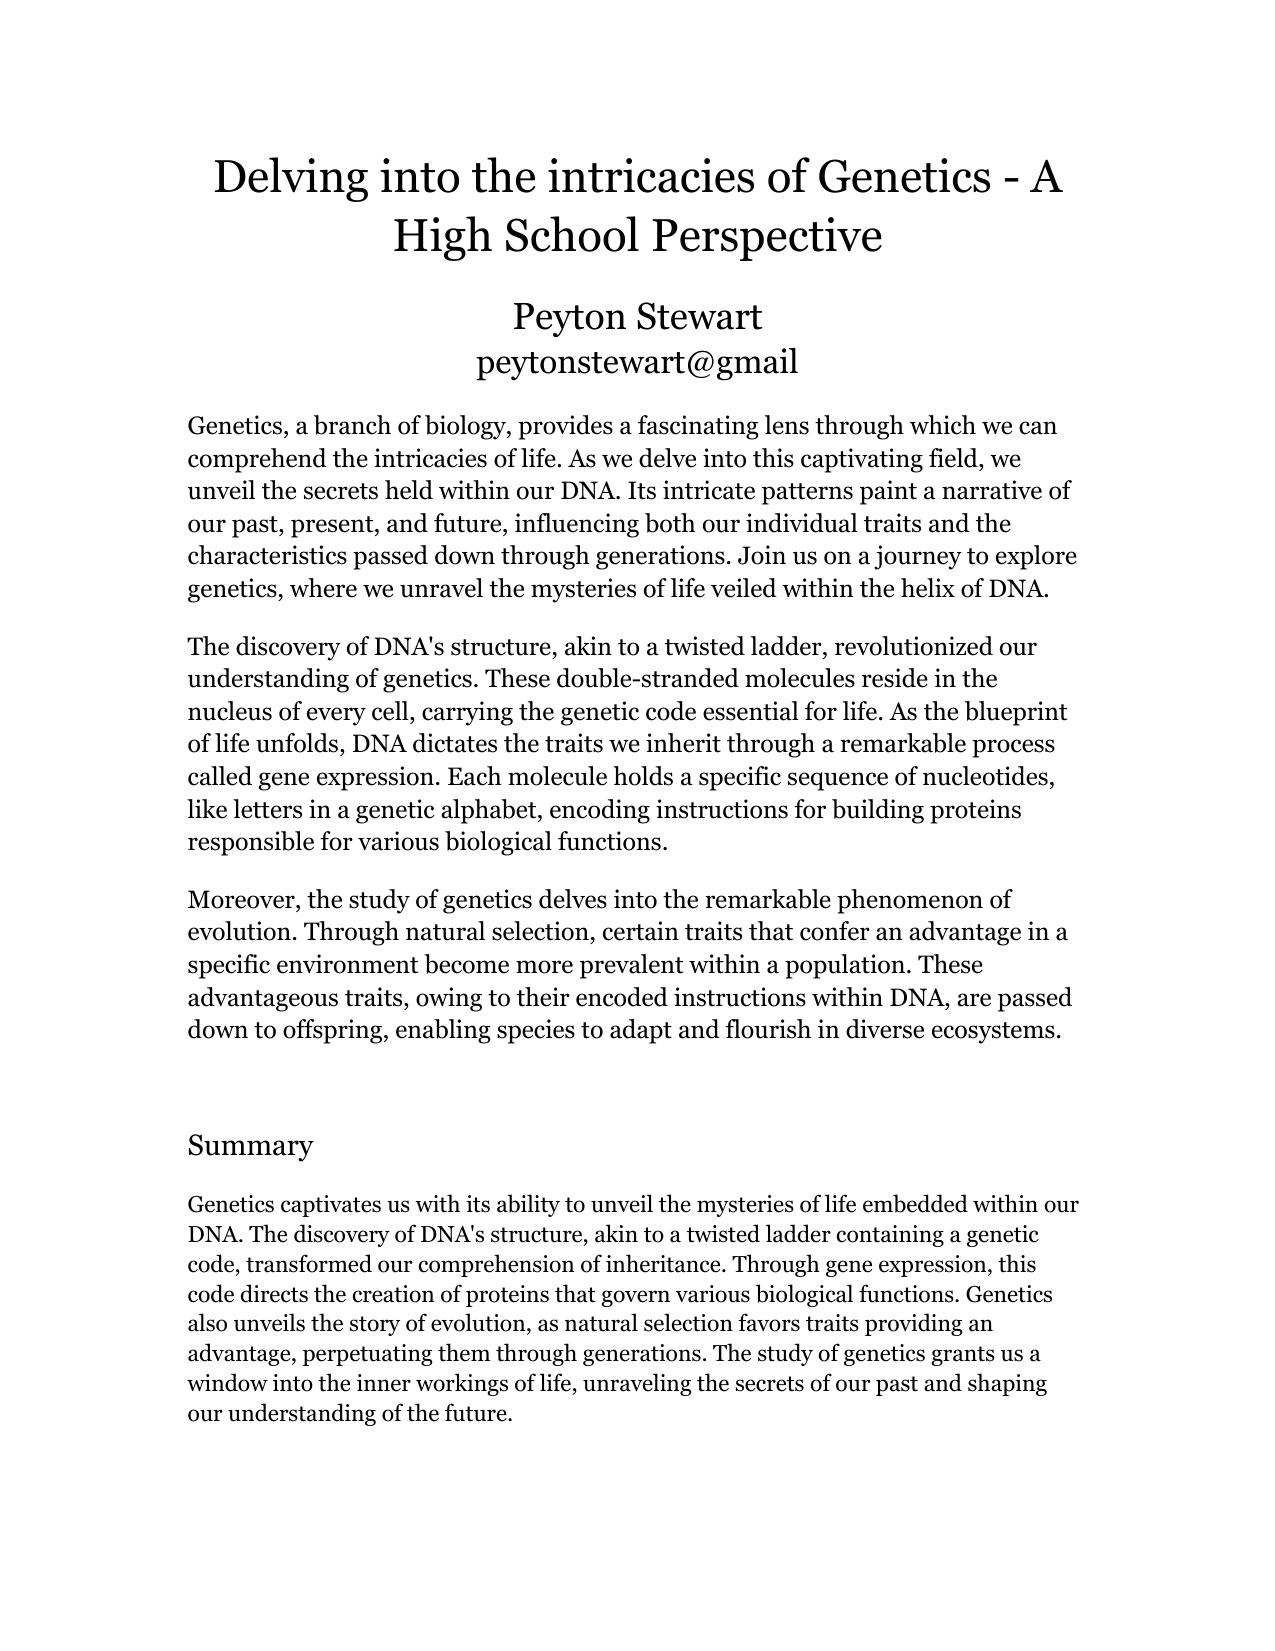 Delving into the intricacies of Genetics - A
High School Perspective
Peyton Stewart
peytonstewart@gmail
Genetics, a branch of biology, provides a fascinating lens through which we can
comprehend the intricacies of life. As we delve into this captivating field, we
unveil the secrets held within our DNA. Its intricate patterns paint a narrative of
our past, present, and future, influencing both our individual traits and the
characteristics passed down through generations. Join us on a journey to explore
genetics, where we unravel the mysteries of life veiled within the helix of DNA.
The discovery of DNA's structure, akin to a twisted ladder, revolutionized our
understanding of genetics. These double-stranded molecules reside in the
nucleus of every cell, carrying the genetic code essential for life. As the blueprint
of life unfolds, DNA dictates the traits we inherit through a remarkable process
called gene expression. Each molecule holds a specific sequence of nucleotides,
like letters in a genetic alphabet, encoding instructions for building proteins
responsible for various biological functions.
Moreover, the study of genetics delves into the remarkable phenomenon of
evolution. Through natural selection, certain traits that confer an advantage in a
specific environment become more prevalent within a population. These
advantageous traits, owing to their encoded instructions within DNA, are passed
down to offspring, enabling species to adapt and flourish in diverse ecosystems.
Summary
Genetics captivates us with its ability to unveil the mysteries of life embedded within our
DNA. The discovery of DNA's structure, akin to a twisted ladder containing a genetic
code, transformed our comprehension of inheritance. Through gene expression, this
code directs the creation of proteins that govern various biological functions. Genetics
also unveils the story of evolution, as natural selection favors traits providing an
advantage, perpetuating them through generations. The study of genetics grants us a
window into the inner workings of life, unraveling the secrets of our past and shaping
our understanding of the future.